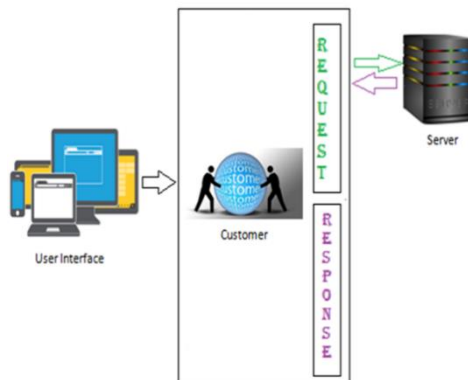 User Interface
Customer
REQUEST
RESPONSE
Server